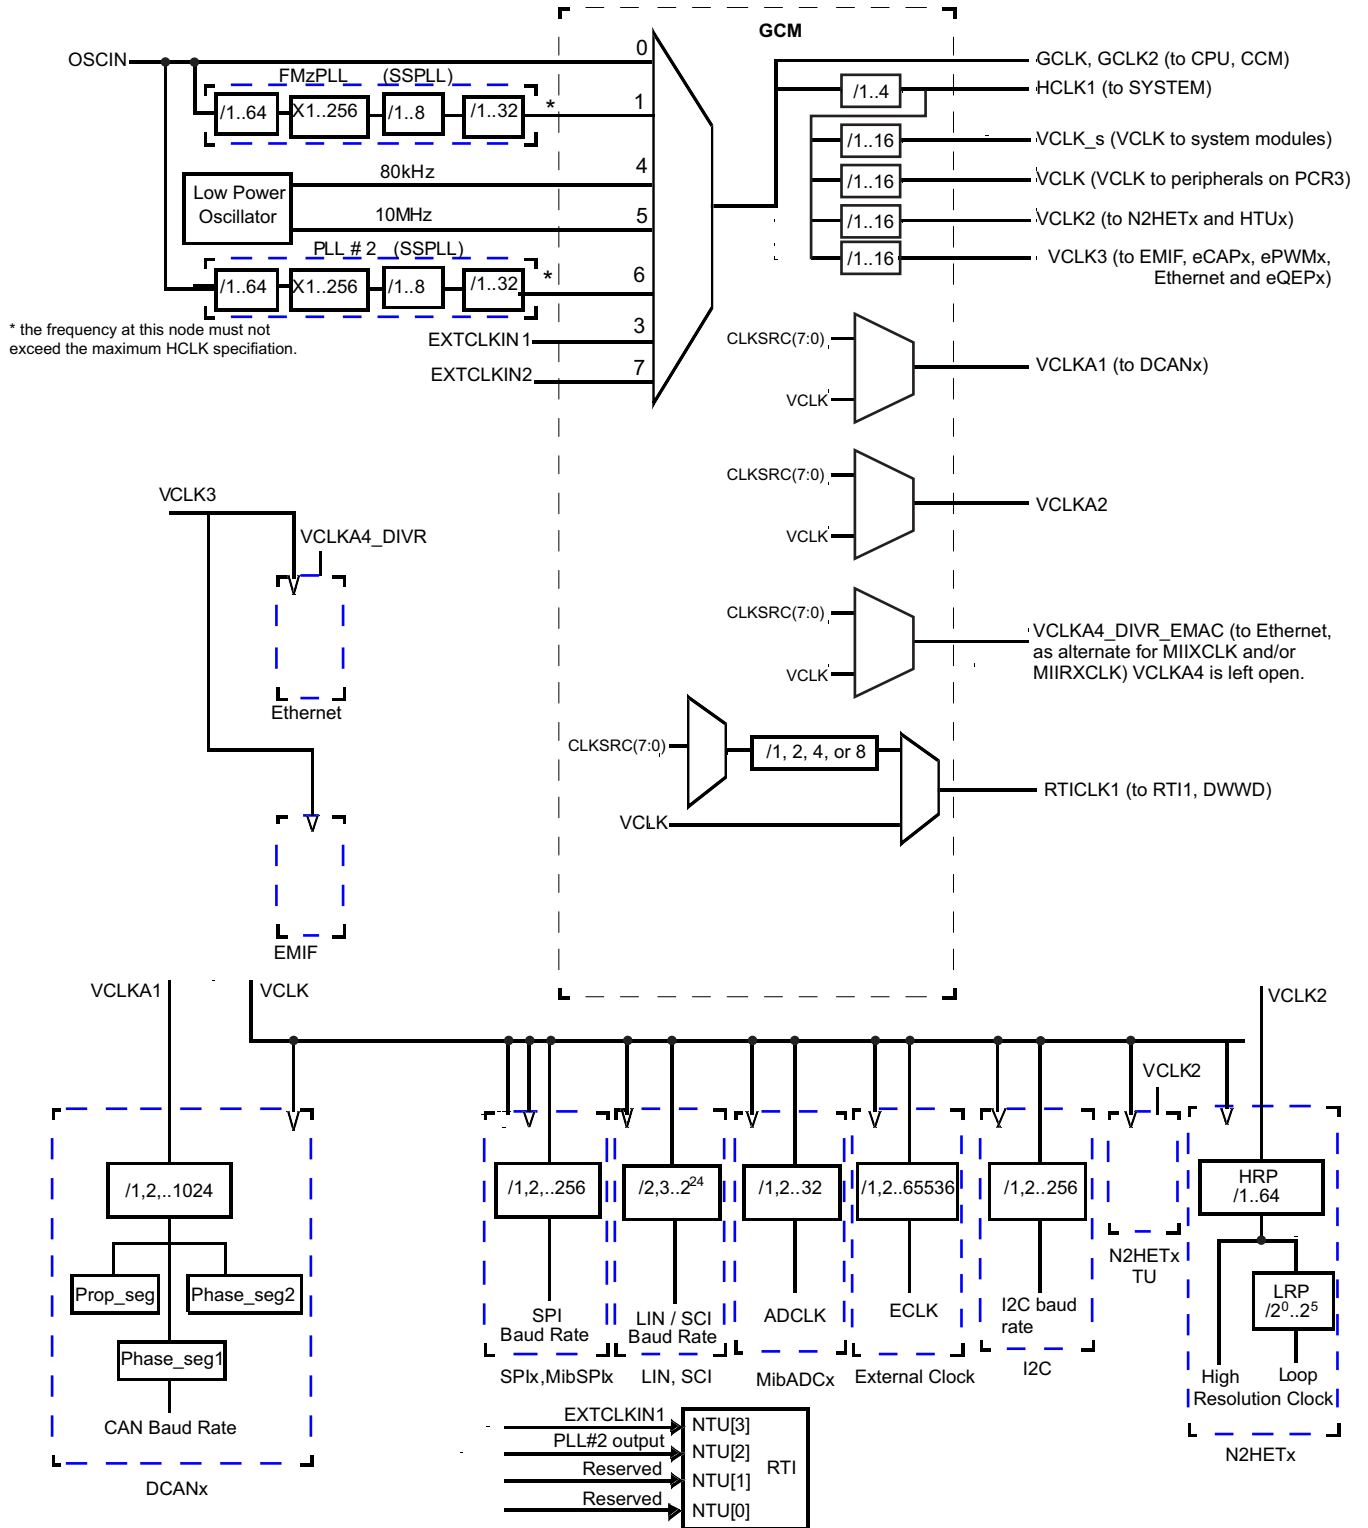 GCM
OSCIN
0
FMzPLL (SSPLL)
/1..64
X1..256
/1..8
/1..32
*
1
80kHz
4
Low Power
Oscillator
10MHz
5
PLL # 2 (SSPLL)
/1..64
X1..256
/1..8
/1..32
*
6
* the frequency at this node must not
exceed the maximum HCLK specifiation.
EXTCLKIN1
3
EXTCLKIN2
7
GCLK, GCLK2 (to CPU, CCM)
/1..4
HCLK1 (to SYSTEM)
/1..16
VCLK_s (VCLK to system modules)
/1..16
VCLK (VCLK to peripherals on PCR3)
/1..16
VCLK2 (to N2HETx and HTUx)
/1..16
VCLK3 (to EMIF, eCAPx, ePWMx,
Ethernet and eQEPx)
CLKSRC(7:0)
VCLK
VCLKA1 (to DCANx)
CLKSRC(7:0)
VCLK
VCLKA2
CLKSRC(7:0)
VCLK
VCLKA4_DIVR_EMAC (to Ethernet,
as alternate for MIIXCLK and/or
MIIRXCLK) VCLKA4 is left open.
CLKSRC(7:0)
/1, 2, 4, or 8
VCLK
RTICLK1 (to RTI1, DWWD)
VCLK3
VCLKA4_DIVR
Ethernet
EMIF
VCLKA1
VCLK
VCLK2
VCLK2
/1,2,..1024
Prop_seg
Phase_seg2
Phase_seg1
CAN Baud Rate
DCANx
/1,2,..256
SPI
Baud Rate
SPIx,MibSPIx
/2,3..2²⁴
LIN / SCI
Baud Rate
LIN, SCI
/1,2..32
ADCLK
MibADCx
/1,2..65536
ECLK
External Clock
/1,2..256
I2C baud
rate
I2C
N2HETx
TU
HRP
/1..64
LRP
/2⁰..2⁵
High
Loop
Resolution Clock
N2HETx
EXTCLKIN1
NTU[3]
PLL#2 output
NTU[2]
RTI
Reserved
NTU[1]
Reserved
NTU[0]